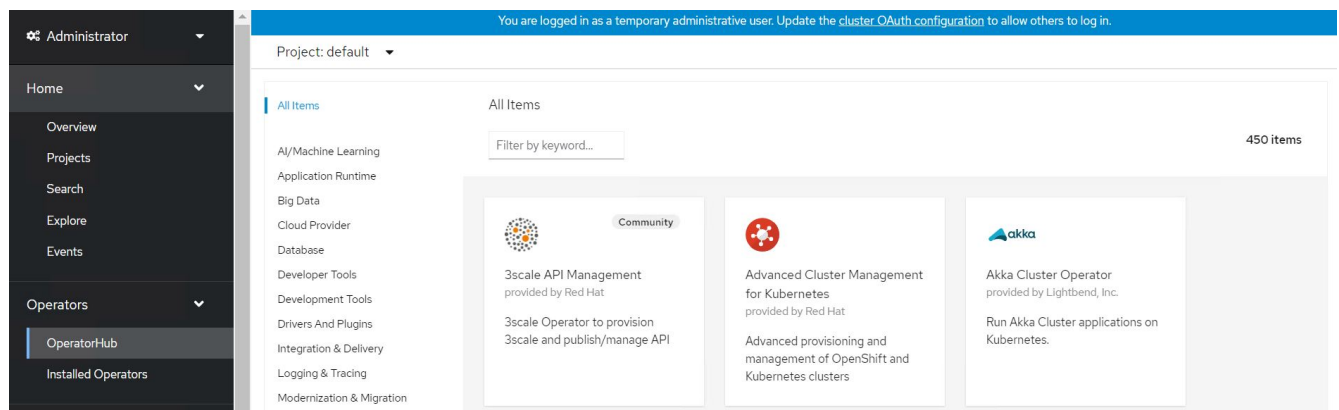 You are logged in as a temporary administrative user. Update the cluster OAuth configuration to allow others to log in.
Administrator
Home
Overview
Projects
Search
Explore
Events
Operators
OperatorHub
Installed Operators
Project: default
All Items
AI/Machine Learning
Application Runtime
Big Data
Cloud Provider
Database
Developer Tools
Development Tools
Drivers And Plugins
Integration & Delivery
Logging & Tracing
Modernization & Migration
All Items
Filter by keyword...
450 items
Community
3scale API Management
provided by Red Hat
3scale Operator to provision
3scale and publish/manage API
Advanced Cluster Management
for Kubernetes
provided by Red Hat
Advanced provisioning and
management of OpenShift and
Kubernetes clusters
akka
Akka Cluster Operator
provided by Lightbend, Inc.
Run Akka Cluster applications on
Kubernetes.